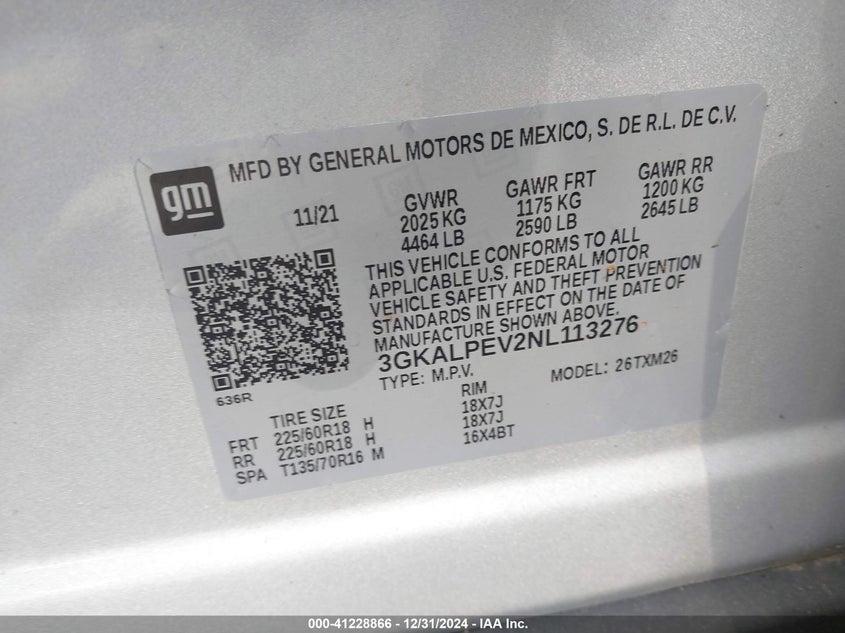 gm
MFD BY GENERAL MOTORS DE MEXICO, S. DE R.L. DE C.V.
11/21
GVWR
2025 KG
4464 LB
GAWR FRT
1175 KG
2590 LB
GAWR RR
1200 KG
2645 LB
THIS VEHICLE CONFORMS TO ALL
APPLICABLE U.S. FEDERAL MOTOR
VEHICLE SAFETY AND THEFT PREVENTION
STANDARDS IN EFFECT ON THE DATE OF
MANUFACTURE SHOWN ABOVE.
3GKALPEV2NL113276
TYPE: M.P.V. MODEL: 26TXM26
636R
TIRE SIZE RIM
FRT 225/60R18 H 18X7J
RR 225/60R18 H 18X7J
SPA T135/70R16 M 16X4BT
000-41228866 - 12/31/2024 - IAA Inc.